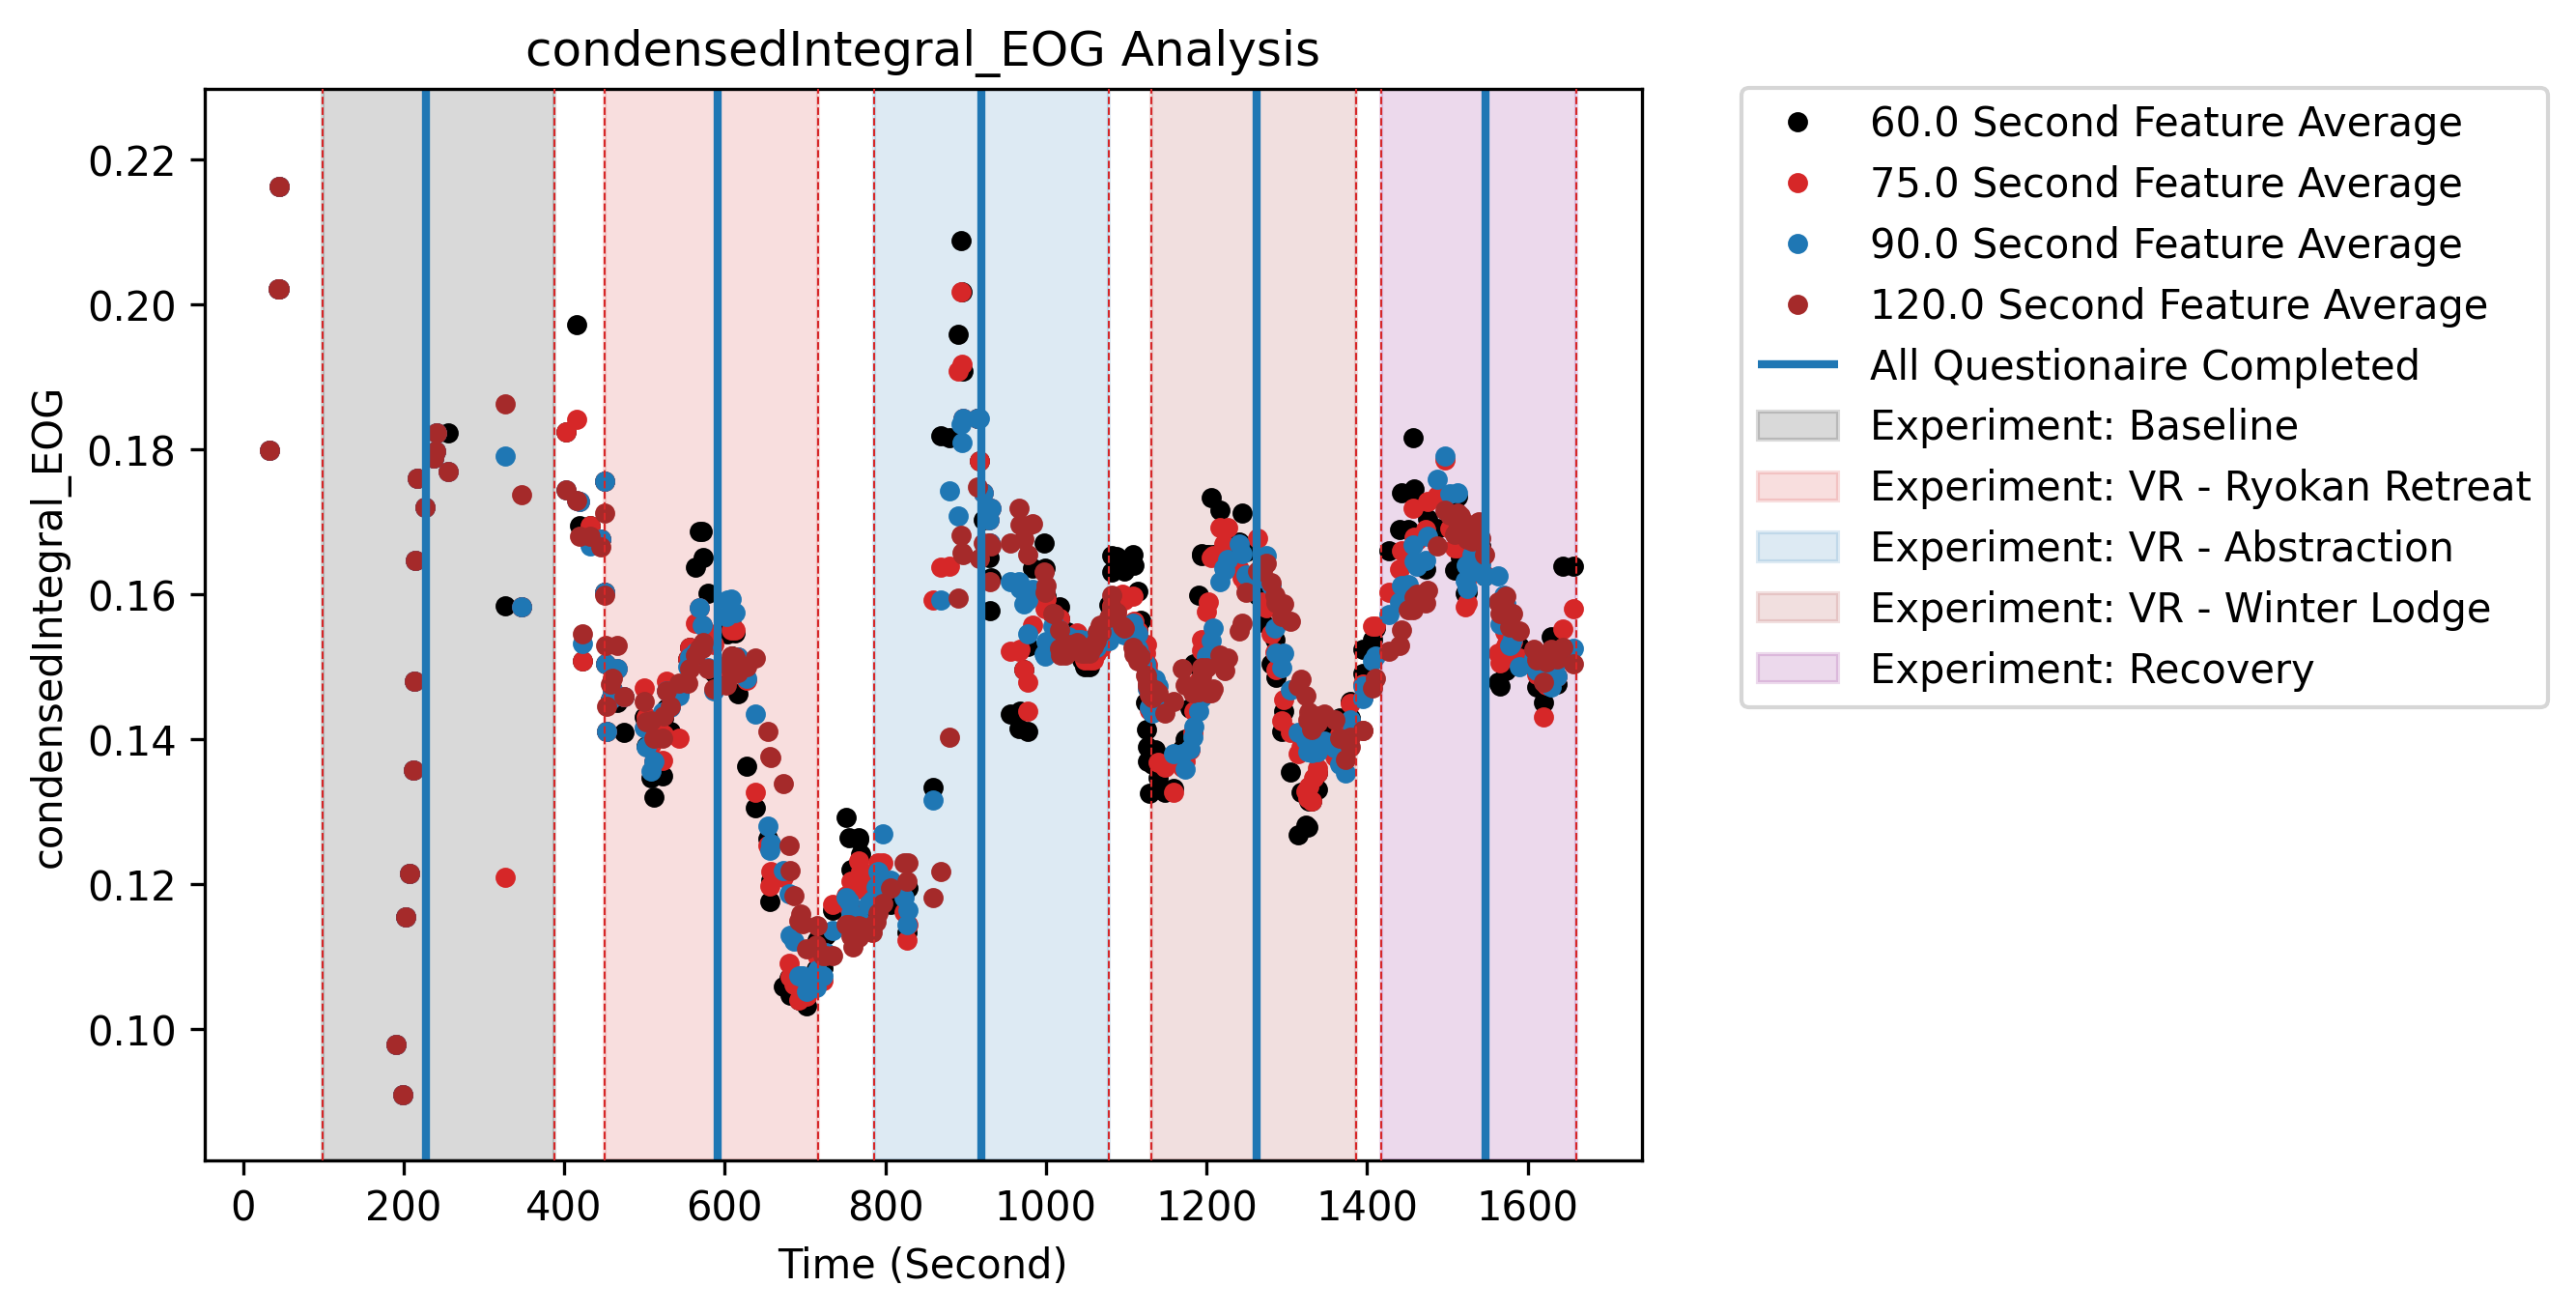 condensedIntegral_EOG Analysis
condensedIntegral_EOG
0.22
0.20
0.18
0.16
0.14
0.12
0.10
0 200 400 600 800 1000 1200 1400 1600
Time (Second)
60.0 Second Feature Average
75.0 Second Feature Average
90.0 Second Feature Average
120.0 Second Feature Average
All Questionaire Completed
Experiment: Baseline
Experiment: VR - Ryokan Retreat
Experiment: VR - Abstraction
Experiment: VR - Winter Lodge
Experiment: Recovery